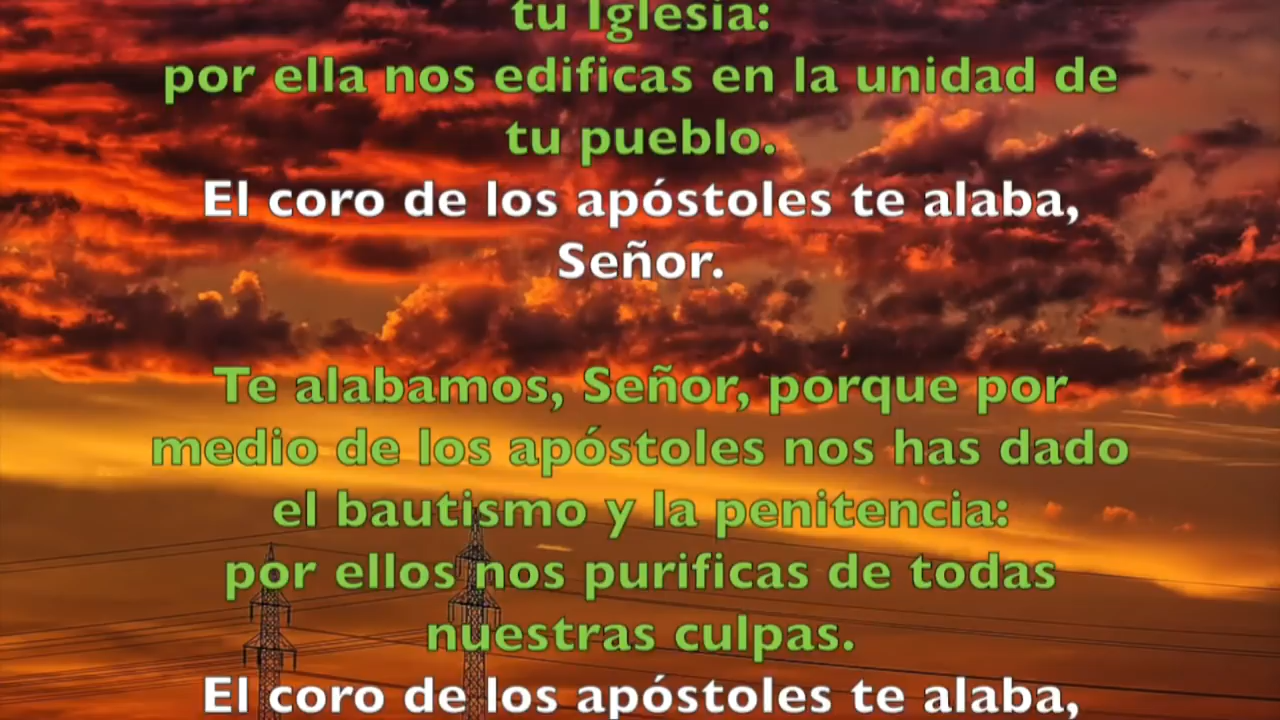 tu Iglesia:
por ella nos edificas en la unidad de
tu pueblo.
El coro de los apóstoles te alaba,
Señor.
Te alabamos, Señor, porque por
medio de los apóstoles nos has dado
el bautismo y la penitencia:
por ellos nos purificas de todas
nuestras culpas.
El coro de los apóstoles te alaba,